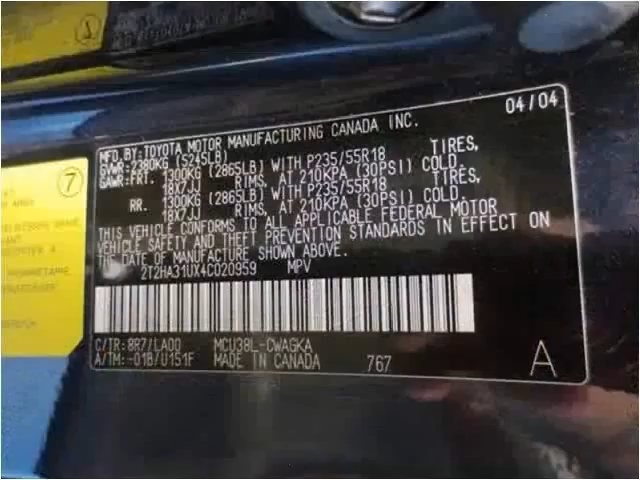 04/04
MFD.BY:TOYOTA MOTOR MANUFACTURING CANADA INC.
GVWR:2380KG (5245LB)
GAWR:FRT. 1300KG (2865LB) WITH P235/55R18 TIRES,
18X7JJ RIMS, AT 210KPA (30PSI) COLD.
RR. 1300KG (2865LB) WITH P235/55R18 TIRES,
18X7JJ RIMS, AT 210KPA (30PSI) COLD.
THIS VEHICLE CONFORMS TO ALL APPLICABLE FEDERAL MOTOR
VEHICLE SAFETY AND THEFT PREVENTION STANDARDS IN EFFECT ON
THE DATE OF MANUFACTURE SHOWN ABOVE.
2T2HA31UX4C020959 MPV
C/TR:8R7/LA00 MCU38L-CWAGKA
A/TM:-01B/U151F MADE IN CANADA 767 A
7